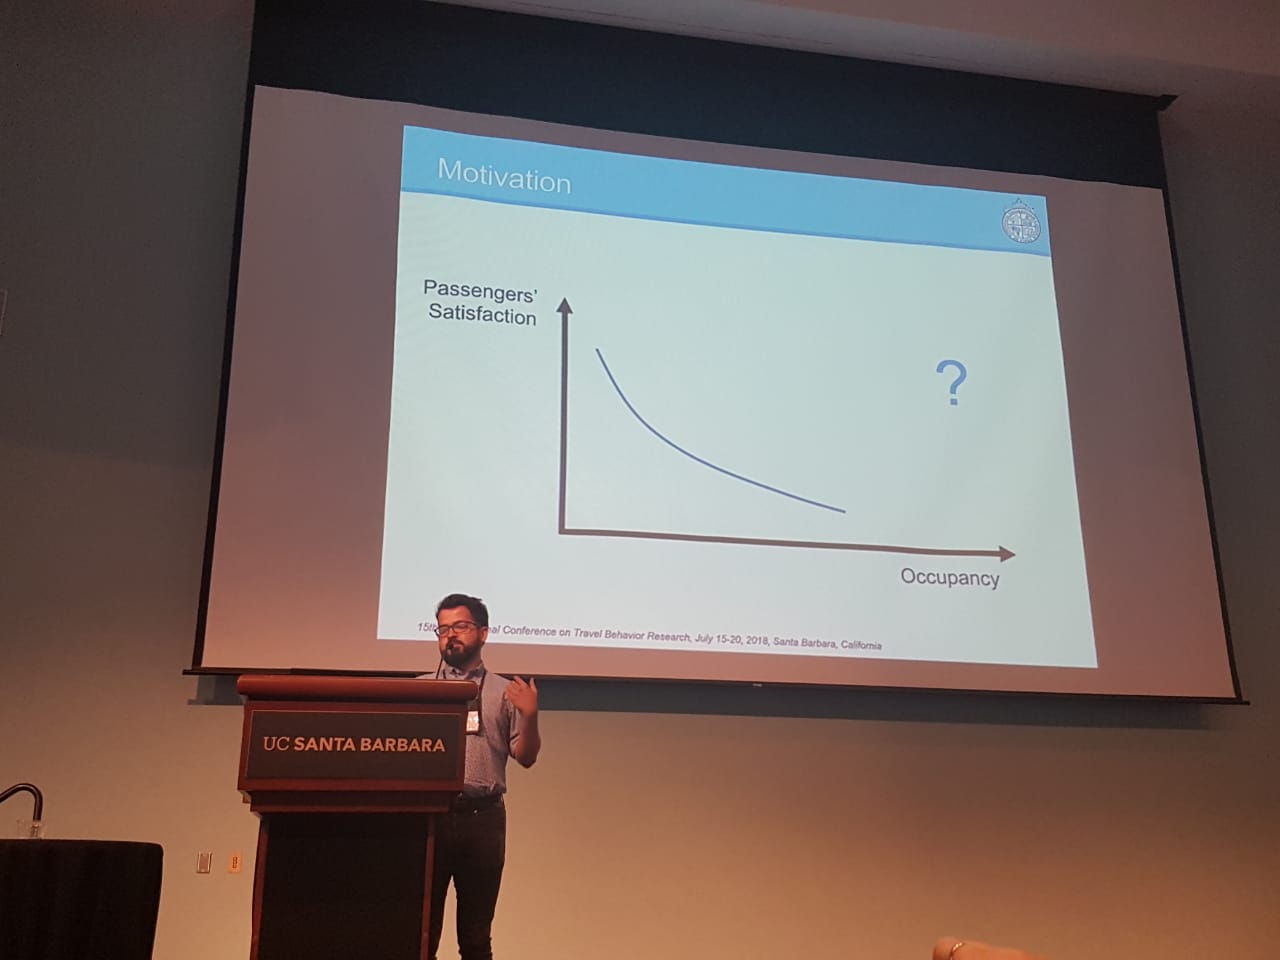 Motivation
Passengers'
Satisfaction
?
Occupancy
15th Conference on Travel Behavior Research, July 15-20, 2018, Santa Barbara, California
UC SANTA BARBARA